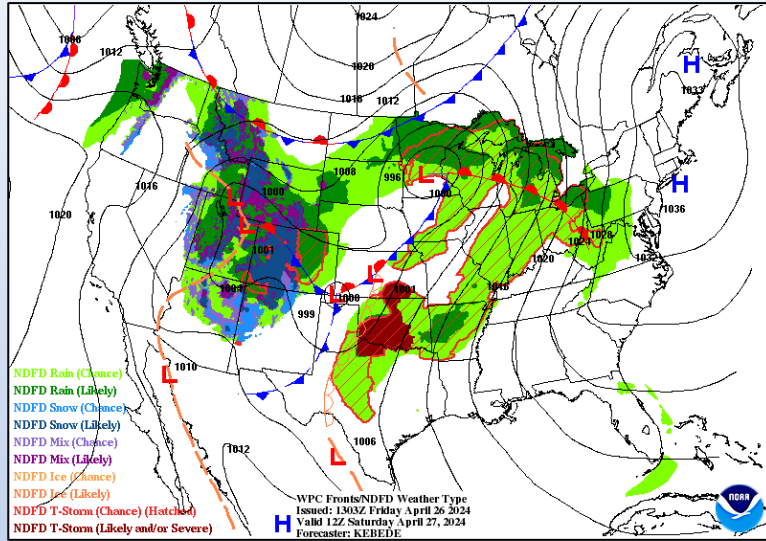 1008
1012
1024
1020
1016
1012
H
1033
1016
1008
996
L
1000
1000
H
1036
1020
L
L
1001
1024
1028
1032
1020
1004
L
L
1000
1001
1016
999
L
1010
1006
L
1012
NDFD Rain (Chance)
NDFD Rain (Likely)
NDFD Snow (Chance)
NDFD Snow (Likely)
NDFD Mix (Chance)
NDFD Mix (Likely)
NDFD Ice (Chance)
NDFD Ice (Likely)
NDFD T-Storm (Chance) (Hatched)
NDFD T-Storm (Likely and/or Severe)
WPC Fronts/NDFD Weather Type
Issued: 1303Z Friday April 26 2024
H Valid 12Z Saturday April 27, 2024
Forecaster: KEBEDE
NOAA